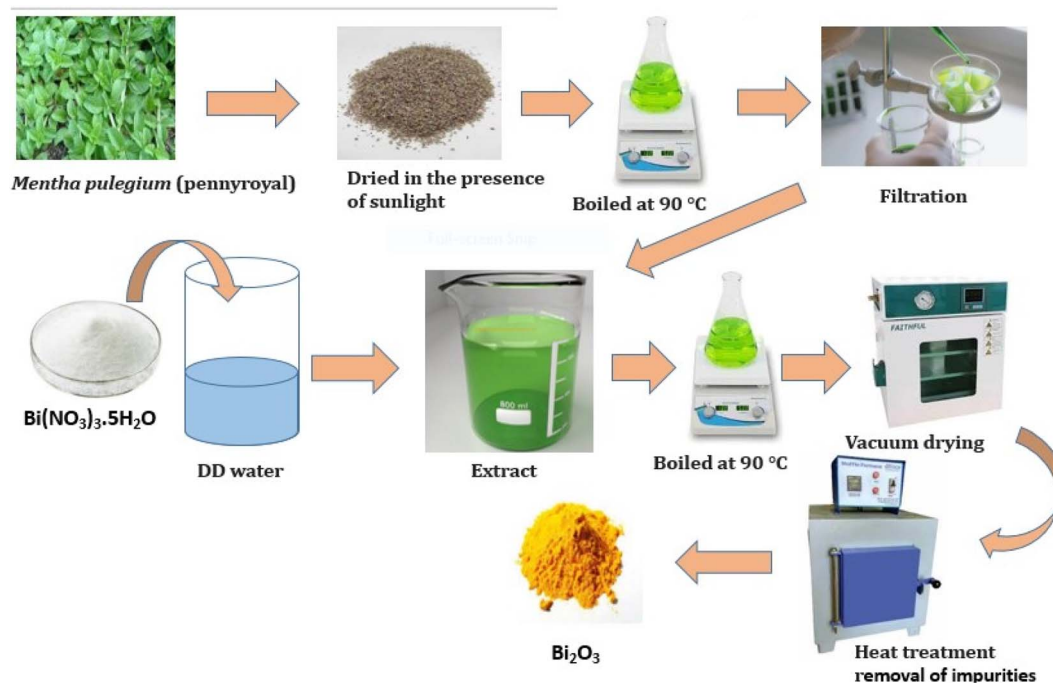 Mentha pulegium (pennyroyal)
Dried in the presence
of sunlight
Boiled at 90 °C
Filtration
Bi(NO₃)₃.5H₂O
DD water
600 ml
Extract
Boiled at 90 °C
FAITHFUL
Vacuum drying
Bi₂O₃
Heat treatment
removal of impurities